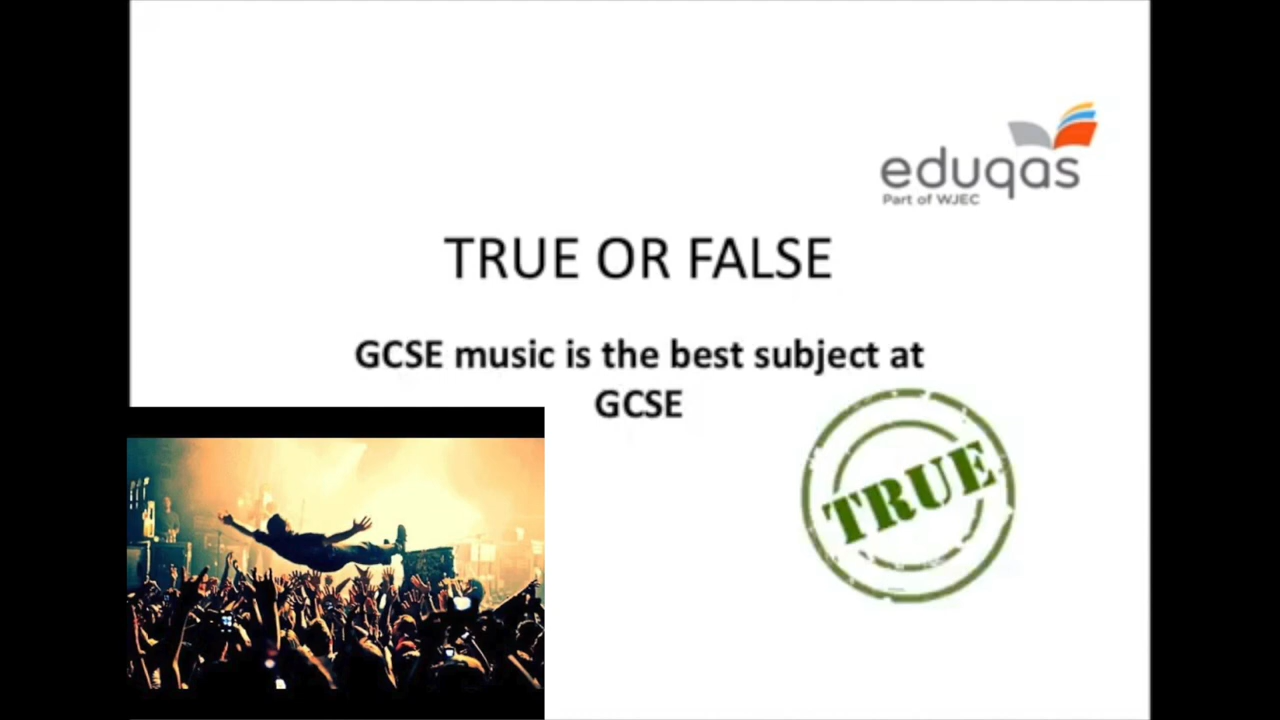 eduqas
Part of WJEC
TRUE OR FALSE
GCSE music is the best subject at
GCSE
TRUE